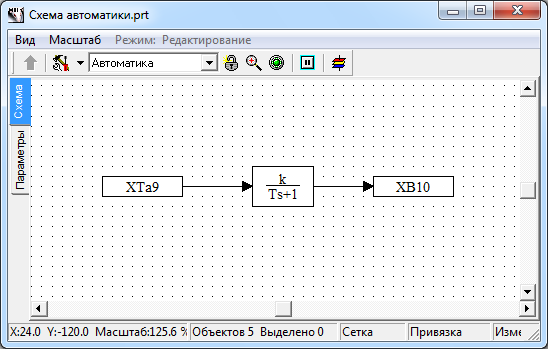 Схема автоматики.prt
Вид Масштаб Режим: Редактирование
Автоматика
Схема
Параметры
XTa9
k
Ts+1
XB10
X:24.0 Y:-120.0 Масштаб:125.6 % Объектов 5 Выделено 0 Сетка Привязка Изме